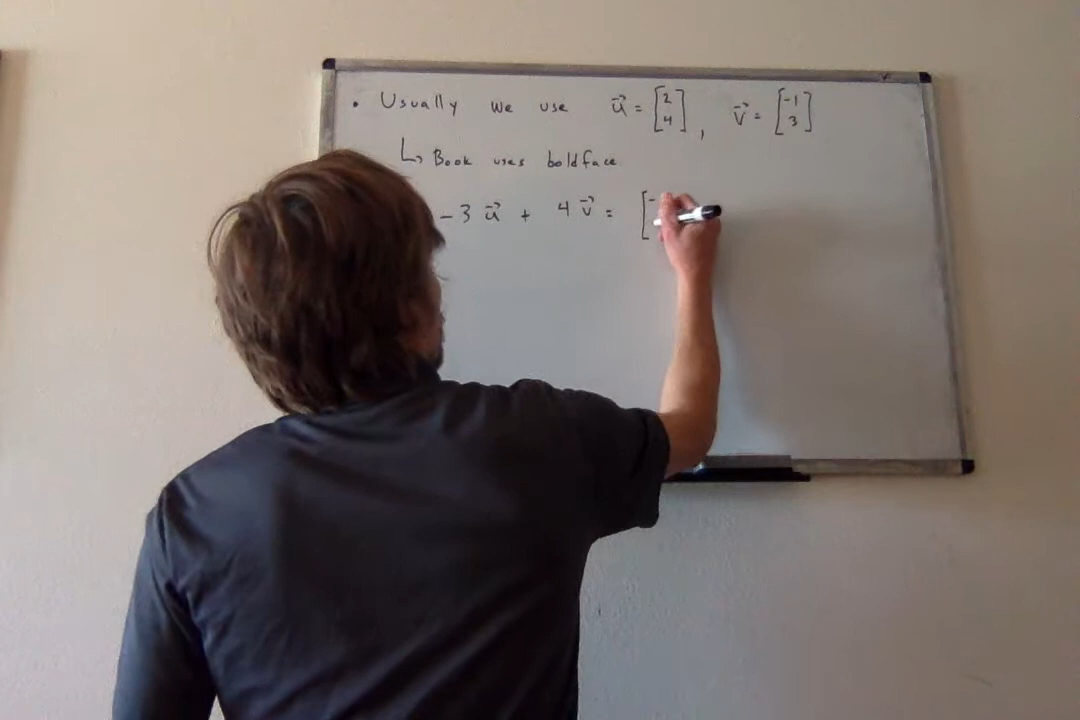 • Usually we use u⃗ = [2 4], v⃗ = [-1 3]
↳ Book uses boldface
-3 u⃗ + 4 v⃗ = [-